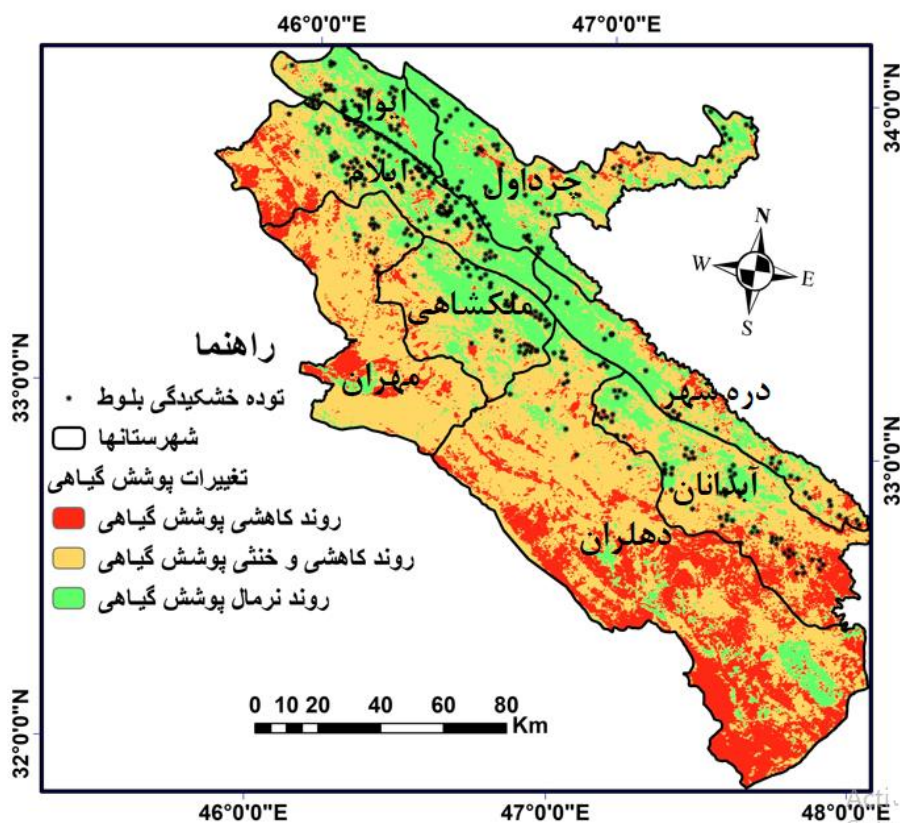 46°0'0"E 47°0'0"E
34°0'0"N
33°0'0"N
33°0'0"N
32°0'0"N
ایوان
ایلام
چرداول
ملکشاهی
مهران
دره شهر
آبدانان
دهلران
N
W E
S
راهنما
توده خشکیدگی بلوط
شهرستانها
تغییرات پوشش گیاهی
روند کاهشی پوشش گیاهی
روند کاهشی و خنثی پوشش گیاهی
روند نرمال پوشش گیاهی
0 10 20 40 60 80
Km
46°0'0"E 47°0'0"E 48°0'0"E
Acti